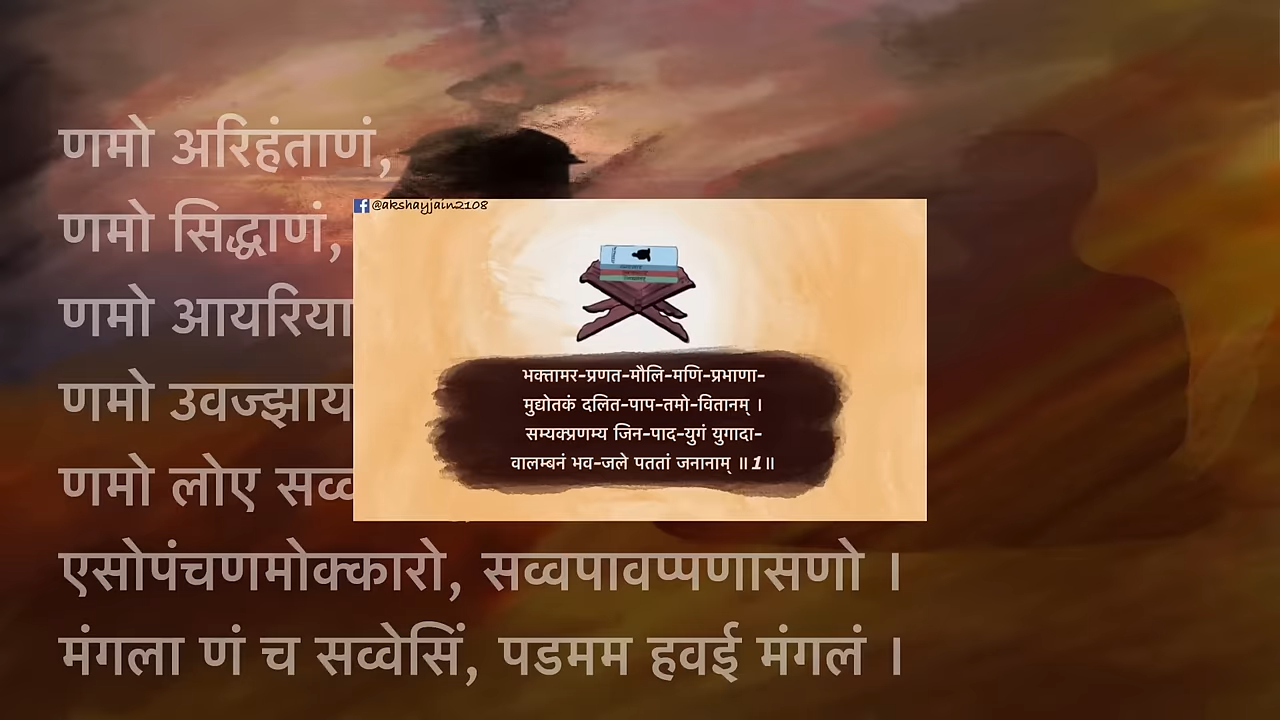 णमो अरिहंताणं,
णमो सिद्धाणं,
णमो आयरिया
णमो उवज्झाय
णमो लोए सव्व
एसोपंचणमोक्कारो, सव्वपावप्पणासणो ।
मंगला णं च सव्वेसिं, पडमम हवई मंगलं ।
@akshayjain2108
भक्तामर-प्रणत-मौलि-मणि-प्रभाणा-
मुद्योतकं दलित-पाप-तमो-वितानम् ।
सम्यक्प्रणम्य जिन-पाद-युगं युगादा-
वालम्बनं भव-जले पततां जनानाम् ॥1॥